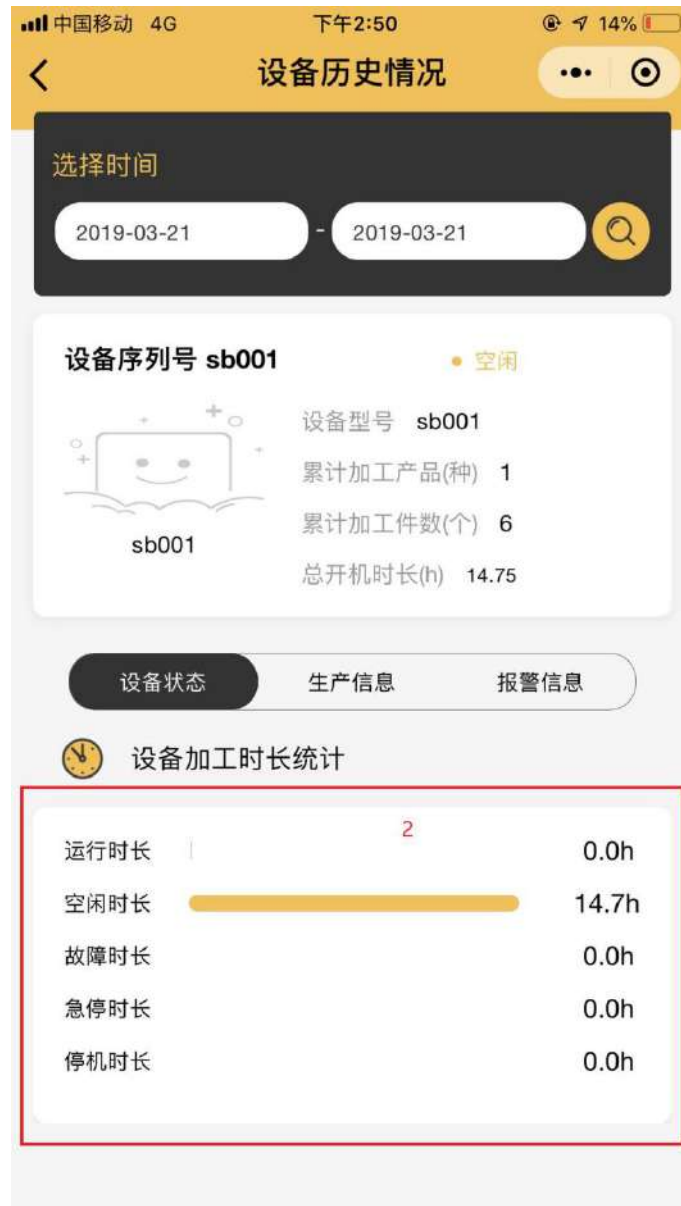 中国移动 4G 下午2:50 14%
设备历史情况
选择时间
2019-03-21 - 2019-03-21
设备序列号 sb001 空闲
设备型号 sb001
累计加工产品(种) 1
累计加工件数(个) 6
sb001
总开机时长(h) 14.75
设备状态 生产信息 报警信息
设备加工时长统计
2
运行时长 0.0h
空闲时长 14.7h
故障时长 0.0h
急停时长 0.0h
停机时长 0.0h